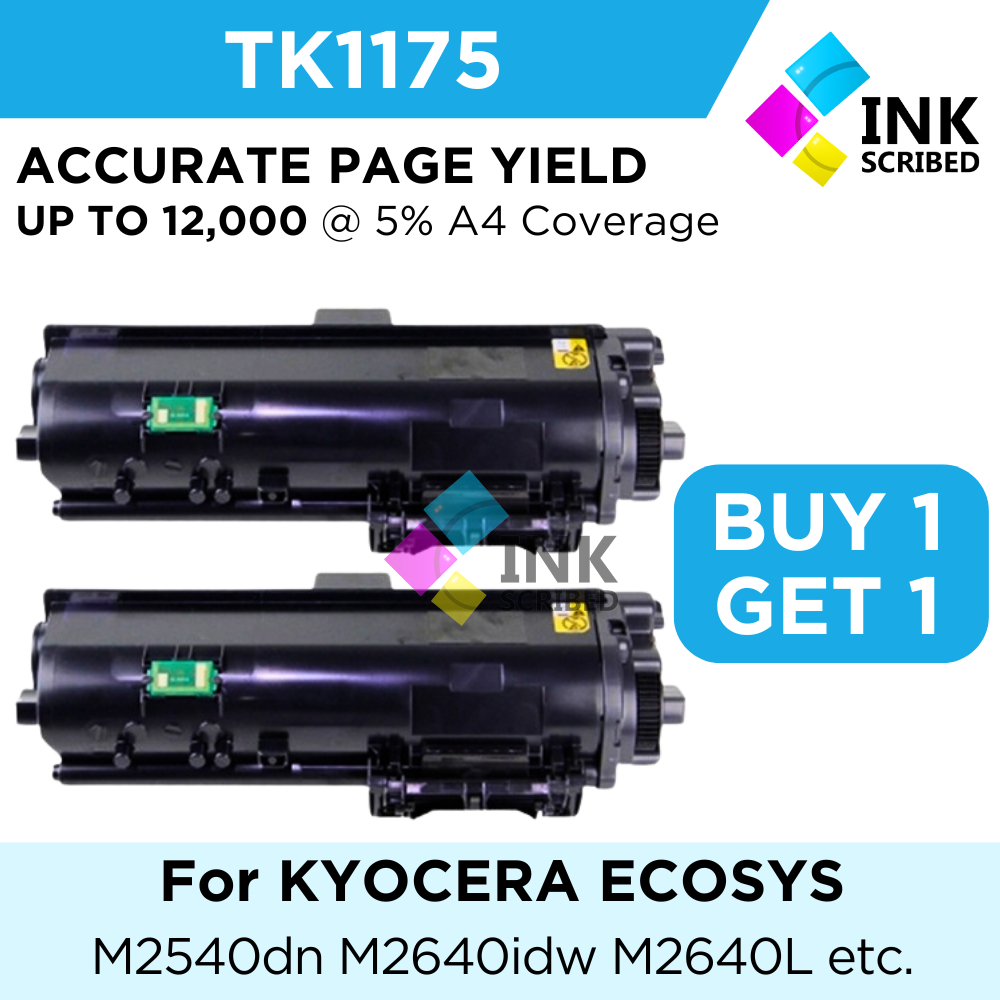 TK1175
INK
SCRIBED
ACCURATE PAGE YIELD
UP TO 12,000 @ 5% A4 Coverage
INK
SCRIBED
BUY 1
GET 1
For KYOCERA ECOSYS
M2540dn M2640idw M2640L etc.